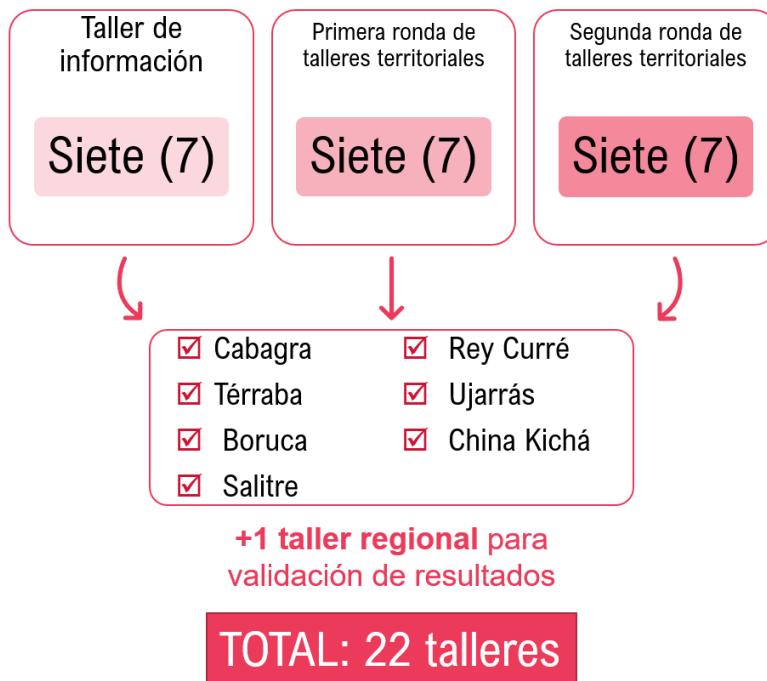 Taller de
información
Siete (7)
Primera ronda de
talleres territoriales
Siete (7)
Segunda ronda de
talleres territoriales
Siete (7)
Cabagra
Térraba
Boruca
Salitre
Rey Curré
Ujarrás
China Kichá
+1 taller regional para
validación de resultados
TOTAL: 22 talleres